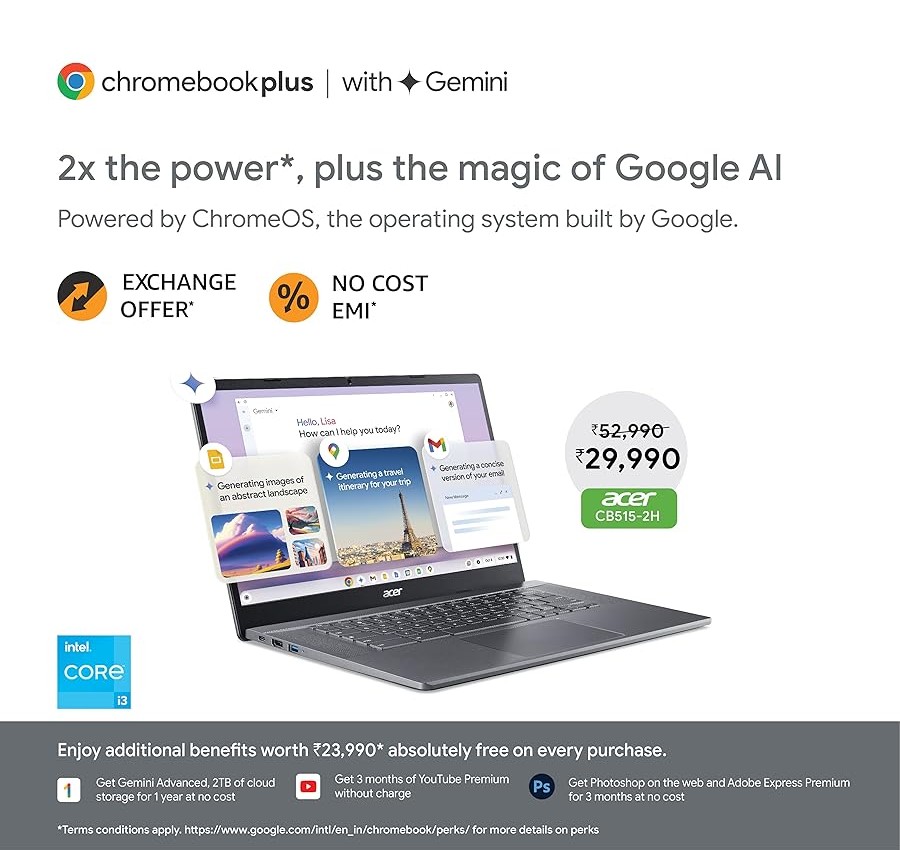 chromebookplus | with Gemini
2x the power*, plus the magic of Google AI
Powered by ChromeOS, the operating system built by Google.
EXCHANGE
OFFER*
% NO COST
EMI*
Gemini
Hello, Lisa
How can I help you today?
Generating images of
an abstract landscape
Generating a travel
itinerary for your trip
Generating a concise
version of your email
New Message
acer
₹52,990
₹29,990
acer
CB515-2H
intel.
CORE
i3
Enjoy additional benefits worth ₹23,990* absolutely free on every purchase.
1
Get Gemini Advanced, 2TB of cloud
storage for 1 year at no cost
Get 3 months of YouTube Premium
without charge
Ps
Get Photoshop on the web and Adobe Express Premium
for 3 months at no cost
*Terms conditions apply. https://www.google.com/intl/en_in/chromebook/perks/ for more details on perks